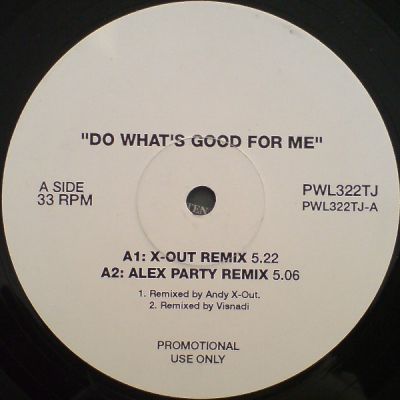 "DO WHAT'S GOOD FOR ME"
A SIDE
33 RPM
PWL322TJ
PWL322TJ-A
A1: X-OUT REMIX 5.22
A2: ALEX PARTY REMIX 5.06
1. Remixed by Andy X-Out.
2. Remixed by Visnadi
PROMOTIONAL
USE ONLY